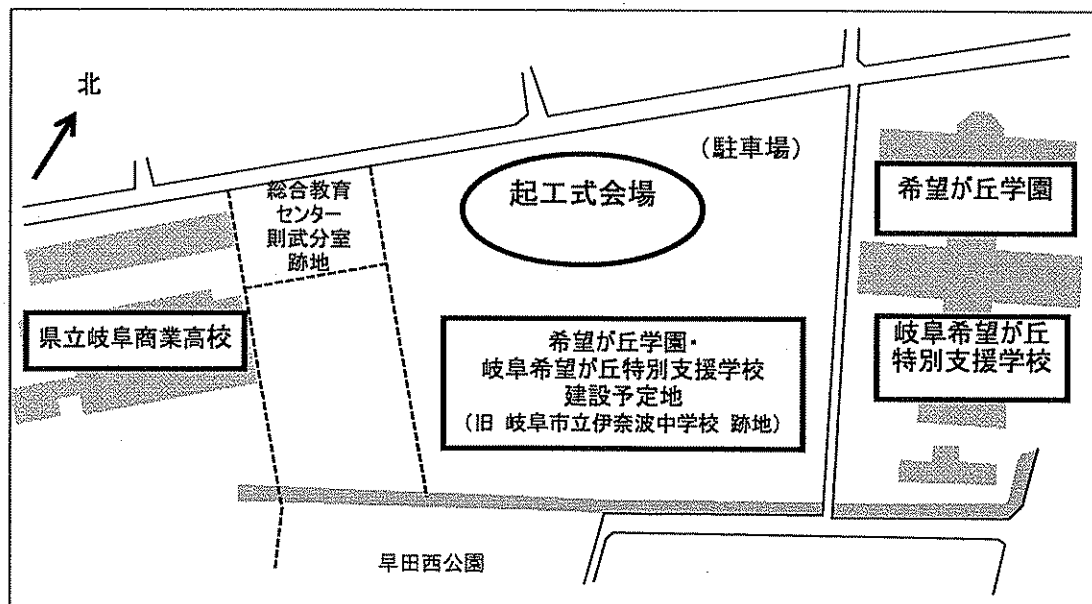 北
(駐車場)
総合教育
センター
則武分室
跡地
起工式会場
希望が丘学園
県立岐阜商業高校
希望が丘学園・
岐阜希望が丘特別支援学校
建設予定地
(旧 岐阜市立伊奈波中学校 跡地)
岐阜希望が丘
特別支援学校
早田西公園